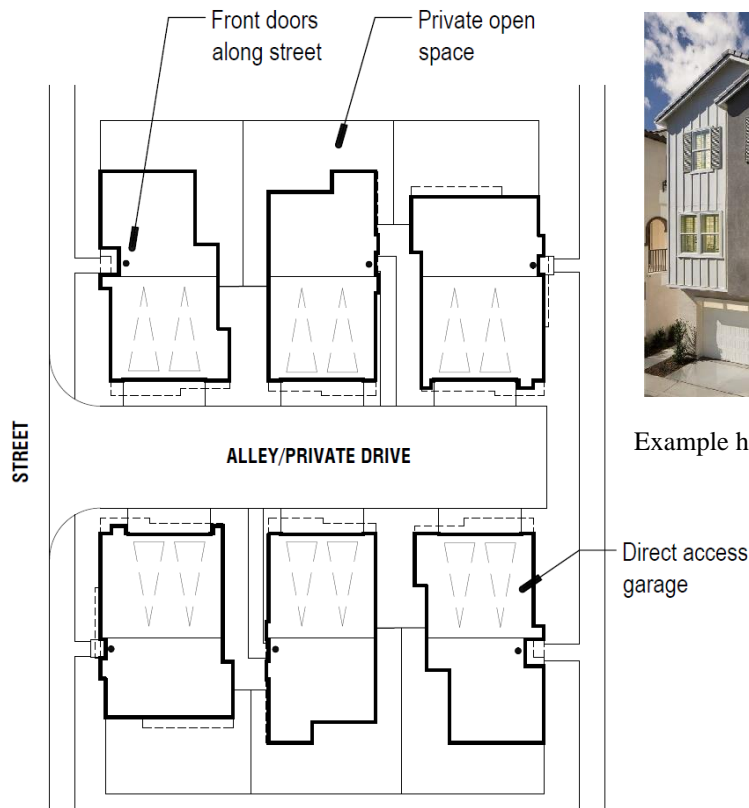 Front doors
along street
Private open
space
STREET
ALLEY/PRIVATE DRIVE
Example h
Direct access
garage